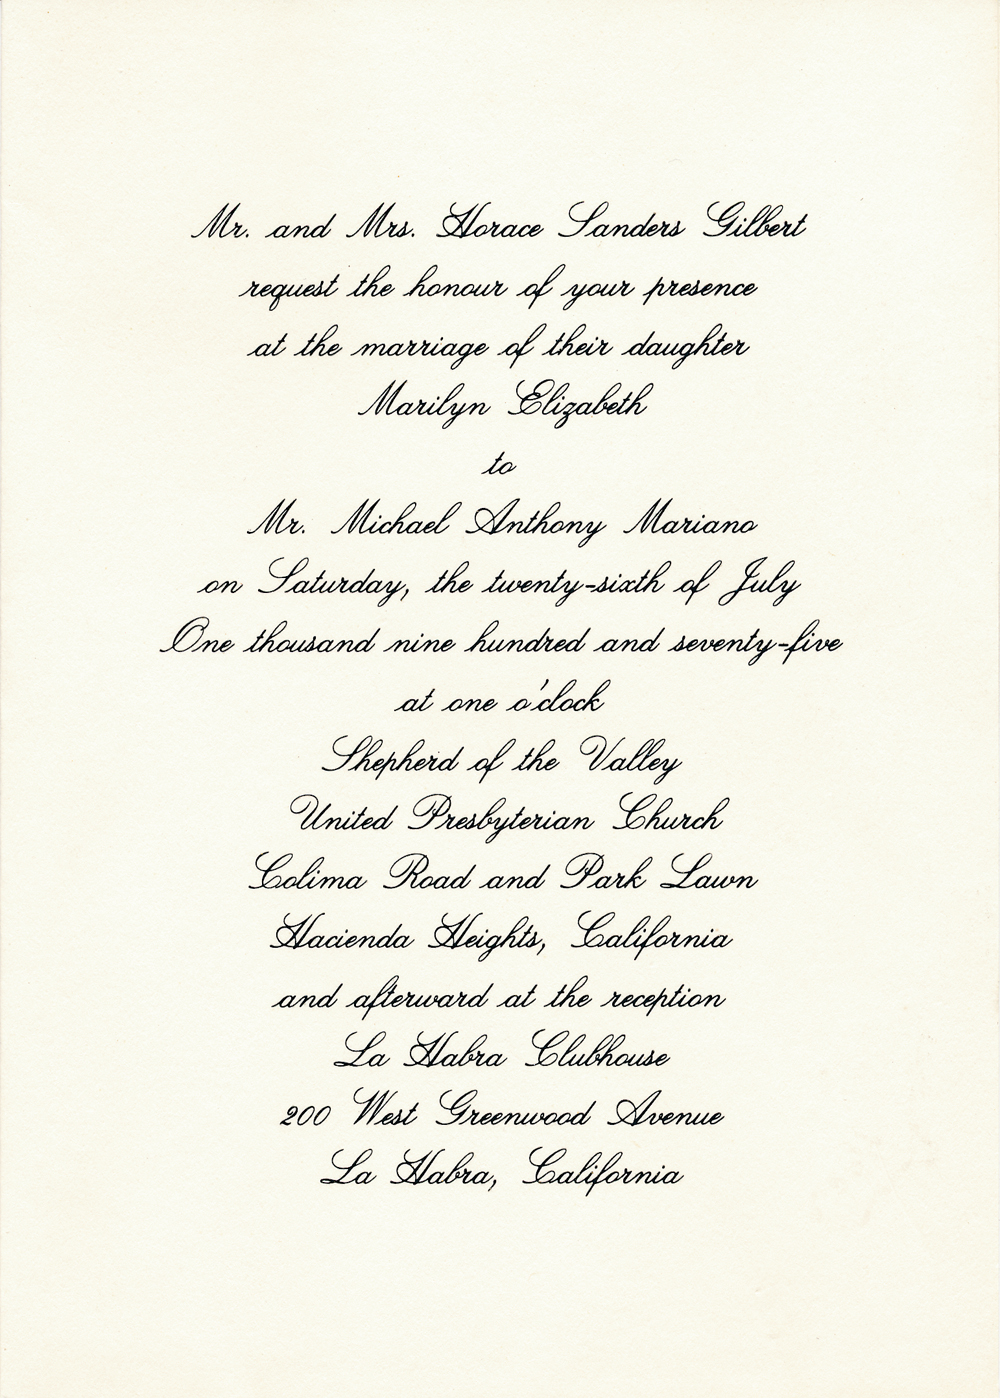 Mr. and Mrs. Horace Sanders Gilbert
request the honour of your presence
at the marriage of their daughter
Marilyn Elizabeth
to
Mr. Michael Anthony Mariano
on Saturday, the twenty-sixth of July
One thousand nine hundred and seventy-five
at one o'clock
Shepherd of the Valley
United Presbyterian Church
Colima Road and Park Lawn
Hacienda Heights, California
and afterward at the reception
La Habra Clubhouse
200 West Greenwood Avenue
La Habra, California